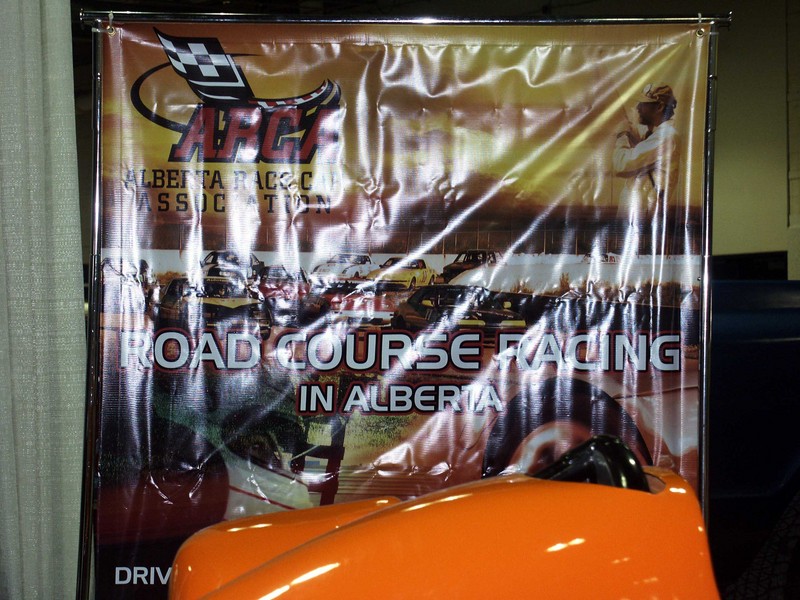 ARCA
ALBERTA RACE CAR
ASSOCIATION
ROAD COURSE RACING
IN ALBERTA
DRIV